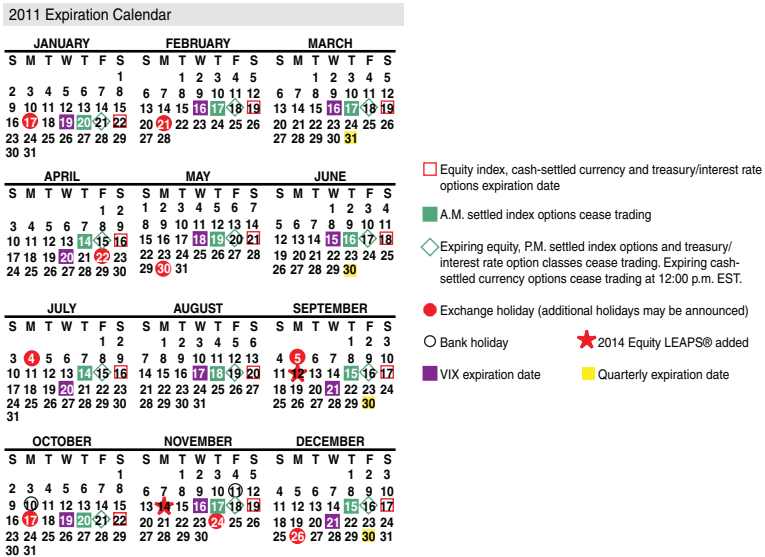 2011 Expiration Calendar
JANUARY
S M T W T F S
1
2 3 4 5 6 7 8
9 10 11 12 13 14 15
16 17 18 19 20 21 22
23 24 25 26 27 28 29
30 31
FEBRUARY
S M T W T F S
1 2 3 4 5
6 7 8 9 10 11 12
13 14 15 16 17 18 19
20 21 22 23 24 25 26
27 28
MARCH
S M T W T F S
1 2 3 4 5
6 7 8 9 10 11 12
13 14 15 16 17 18 19
20 21 22 23 24 25 26
27 28 29 30 31
APRIL
S M T W T F S
1 2
3 4 5 6 7 8 9
10 11 12 13 14 15 16
17 18 19 20 21 22 23
24 25 26 27 28 29 30
MAY
S M T W T F S
1 2 3 4 5 6 7
8 9 10 11 12 13 14
15 16 17 18 19 20 21
22 23 24 25 26 27 28
29 30 31
JUNE
S M T W T F S
1 2 3 4
5 6 7 8 9 10 11
12 13 14 15 16 17 18
19 20 21 22 23 24 25
26 27 28 29 30
JULY
S M T W T F S
1 2
3 4 5 6 7 8 9
10 11 12 13 14 15 16
17 18 19 20 21 22 23
24 25 26 27 28 29 30
31
AUGUST
S M T W T F S
1 2 3 4 5 6
7 8 9 10 11 12 13
14 15 16 17 18 19 20
21 22 23 24 25 26 27
28 29 30 31
SEPTEMBER
S M T W T F S
1 2 3
4 5 6 7 8 9 10
11 12 13 14 15 16 17
18 19 20 21 22 23 24
25 26 27 28 29 30
OCTOBER
S M T W T F S
1
2 3 4 5 6 7 8
9 10 11 12 13 14 15
16 17 18 19 20 21 22
23 24 25 26 27 28 29
30 31
NOVEMBER
S M T W T F S
1 2 3 4 5
6 7 8 9 10 11 12
13 14 15 16 17 18 19
20 21 22 23 24 25 26
27 28 29 30
DECEMBER
S M T W T F S
1 2 3
4 5 6 7 8 9 10
11 12 13 14 15 16 17
18 19 20 21 22 23 24
25 26 27 28 29 30 31
Equity index, cash-settled currency and treasury/interest rate
options expiration date
A.M. settled index options cease trading
Expiring equity, P.M. settled index options and treasury/
interest rate option classes cease trading. Expiring cash-
settled currency options cease trading at 12:00 p.m. EST.
Exchange holiday (additional holidays may be announced)
Bank holiday
2014 Equity LEAPS® added
VIX expiration date
Quarterly expiration date